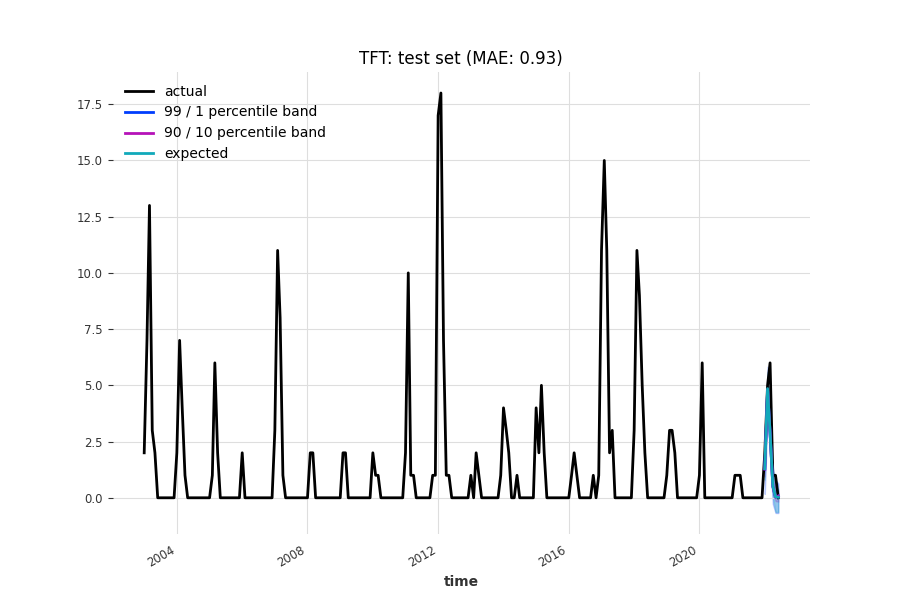 TFT: test set (MAE: 0.93)
actual
99 / 1 percentile band
90 / 10 percentile band
expected
17.5
15.0
12.5
10.0
7.5
5.0
2.5
0.0
2004
2008
2012
2016
2020
time